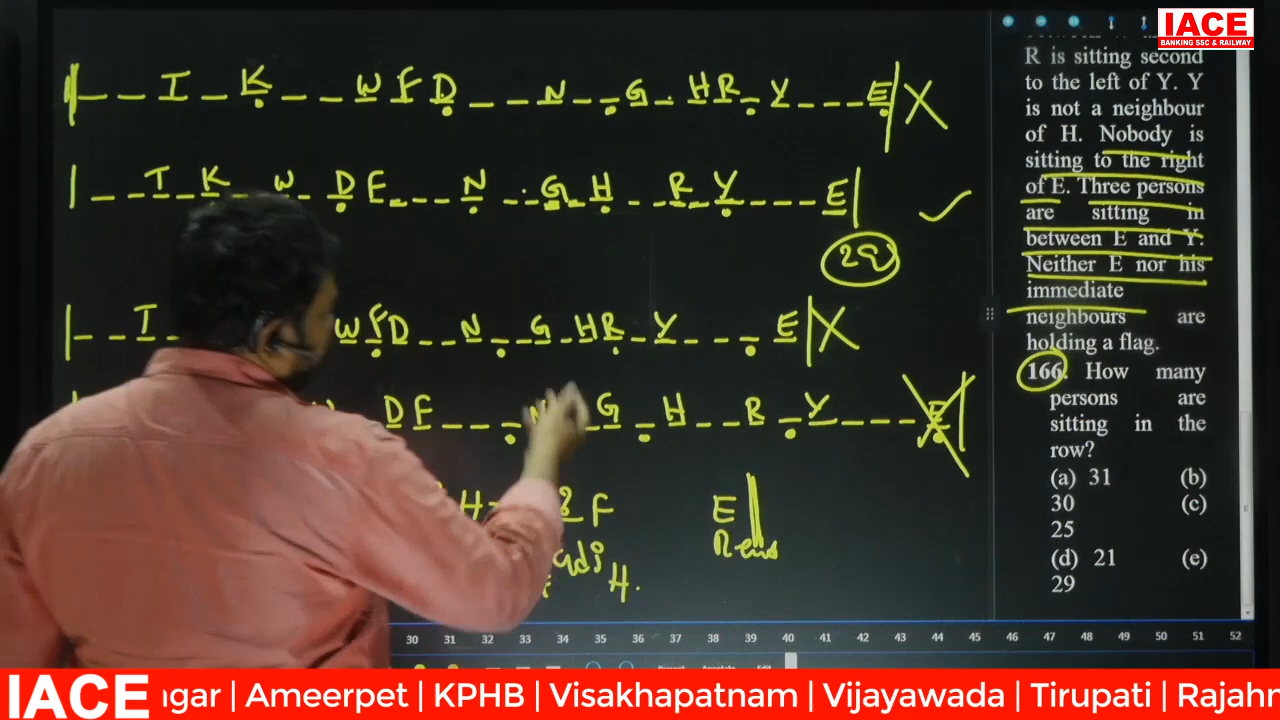 IACE
BANKING SSC & RAILWAY
R is sitting second
to the left of Y. Y
is not a neighbour
of H. Nobody is
sitting to the right
of E. Three persons
are sitting in
between E and Y.
Neither E nor his
immediate
neighbours are
holding a flag.
166. How many
persons are
sitting in the
row?
(a) 31 (b)
30 (c)
25
(d) 21 (e)
29
I K W F D N G H R Y E X
I K W D F N G H R Y E ✓
29
I W F D N G H R Y E X
D F N G H R Y E
H F
adi
H.
E
R end
30 31 32 33 34 35 36 37 38 39 40 41 42 43 44 45 46 47 48 49 50 51 52
IACE
gar | Ameerpet | KPHB | Visakhapatnam | Vijayawada | Tirupati | Rajahm